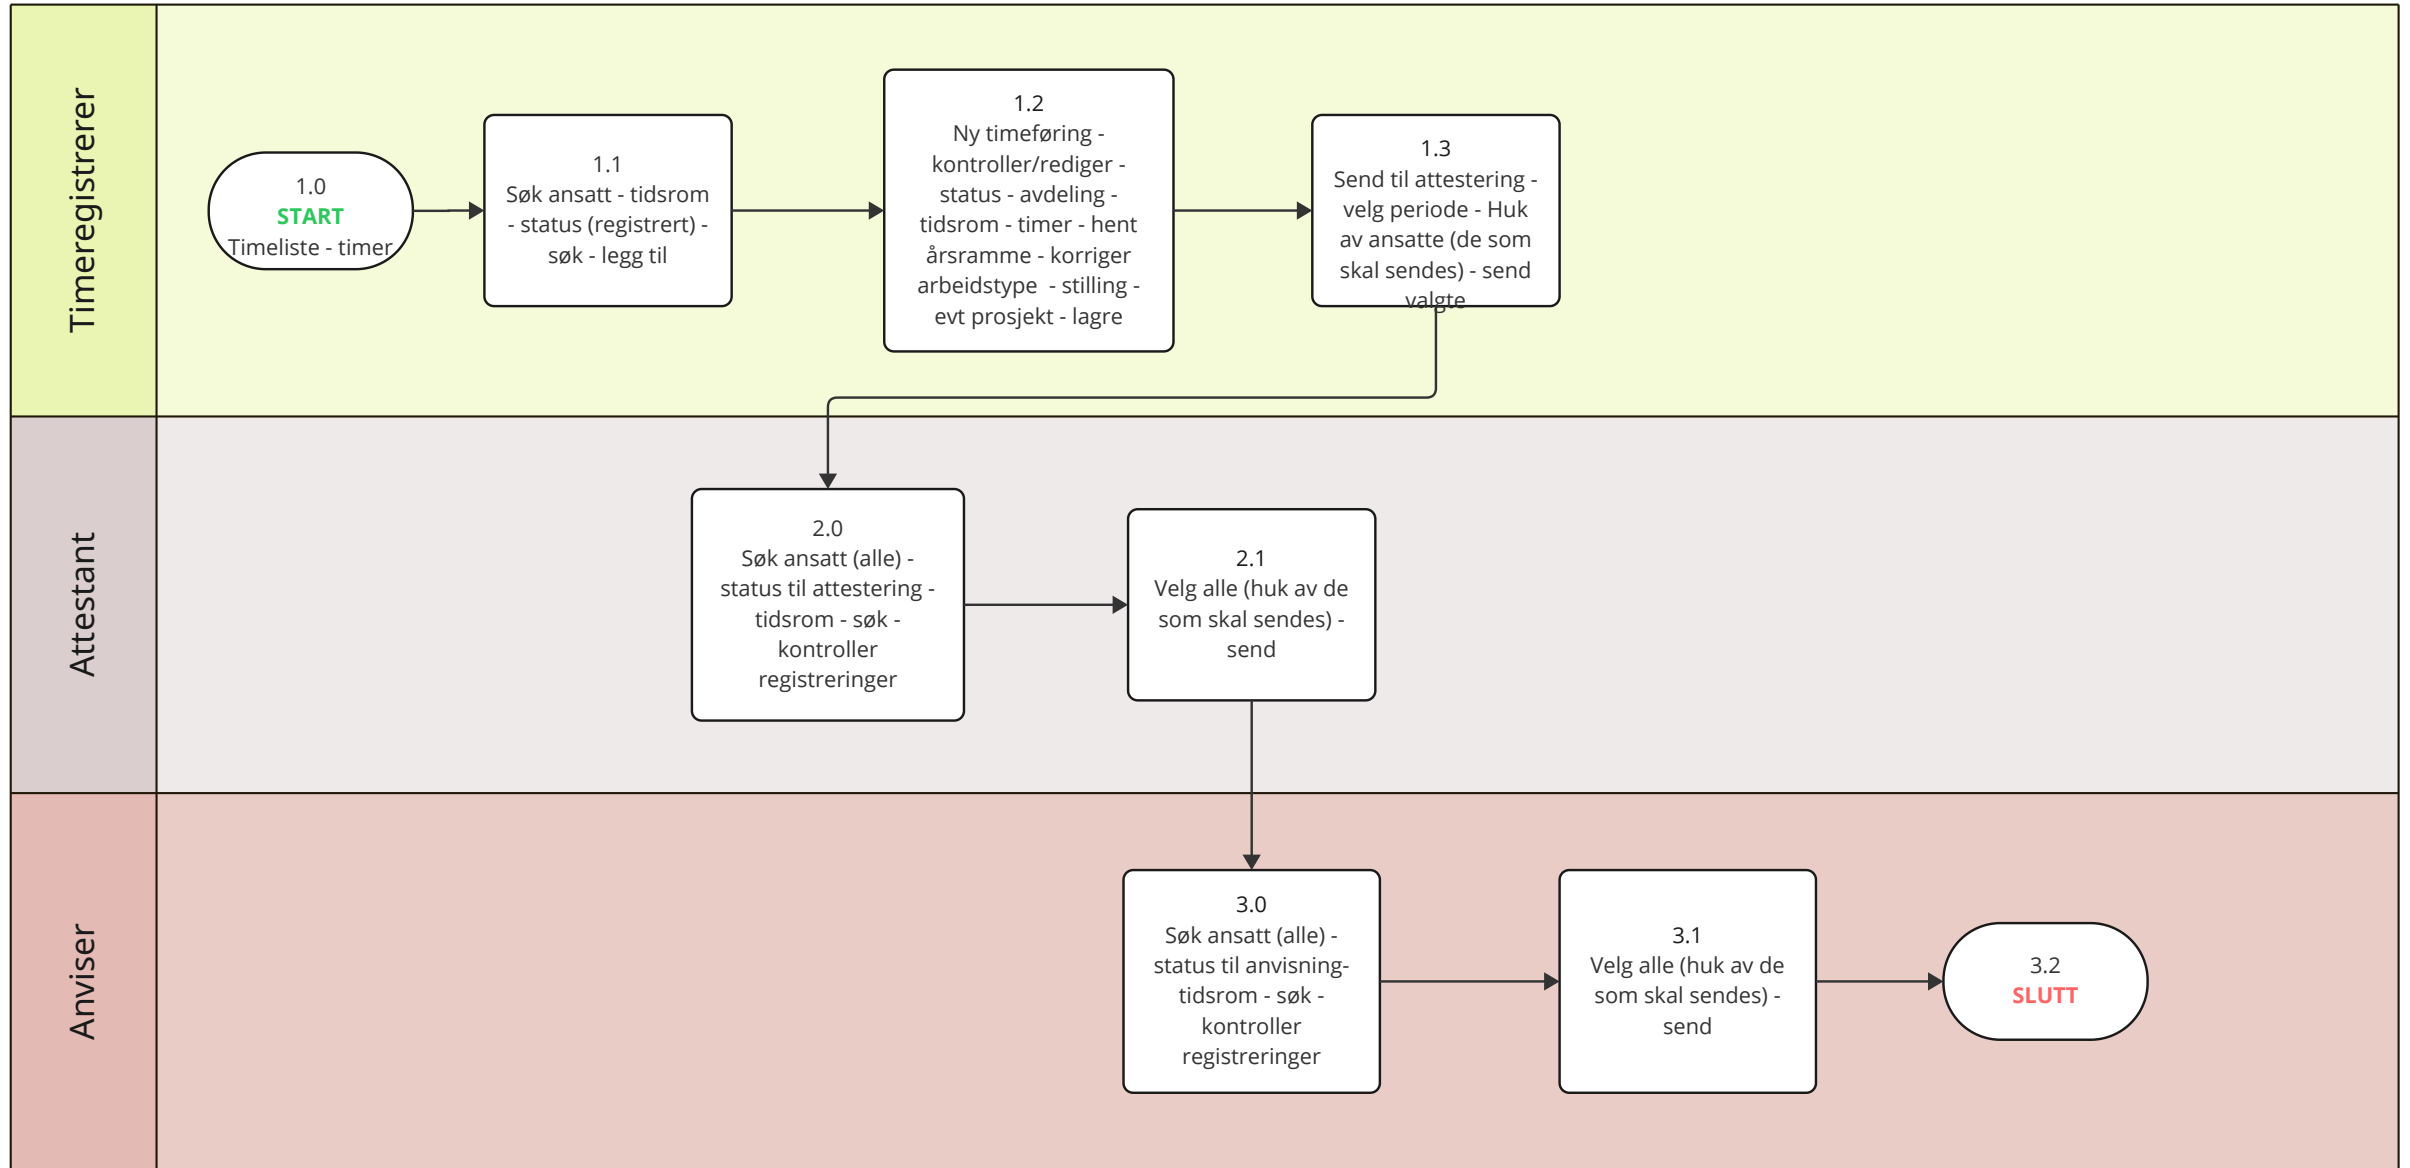 Timeregistrerer
1.0
START
Timeliste - timer
1.1
Søk ansatt - tidsrom
- status (registrert) -
søk - legg til
1.2
Ny timeføring -
kontroller/rediger -
status - avdeling -
tidsrom - timer - hent
årsramme - korriger
arbeidstype  - stilling -
evt prosjekt - lagre
1.3
Send til attestering -
velg periode - Huk
av ansatte (de som
skal sendes) - send
valgte
Attestant
2.0
Søk ansatt (alle) -
status til attestering -
tidsrom - søk -
kontroller
registreringer
2.1
Velg alle (huk av de
som skal sendes) -
send
Anviser
3.0
Søk ansatt (alle) -
status til anvisning-
tidsrom - søk -
kontroller
registreringer
3.1
Velg alle (huk av de
som skal sendes) -
send
3.2
SLUTT